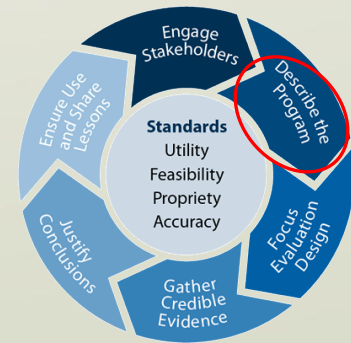 Engage
Stakeholders
Describe the
Program
Focus
Evaluation
Design
Gather
Credible
Evidence
Justify
Conclusions
Ensure Use
and Share
Lessons
Standards
Utility
Feasibility
Propriety
Accuracy